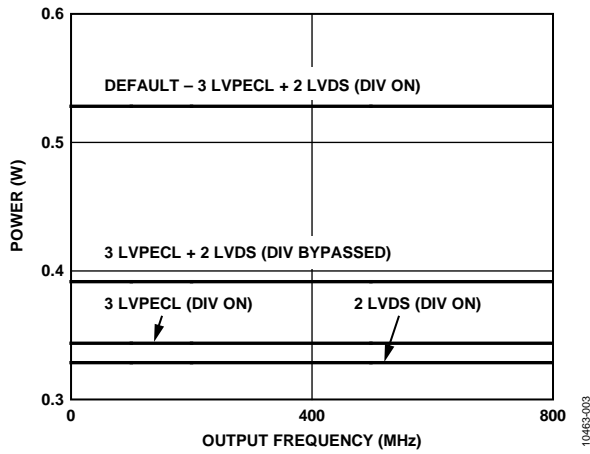 0.6
DEFAULT – 3 LVPECL + 2 LVDS (DIV ON)
0.5
POWER (W)
3 LVPECL + 2 LVDS (DIV BYPASSED)
0.4
3 LVPECL (DIV ON)
2 LVDS (DIV ON)
0.3
0
400
800
OUTPUT FREQUENCY (MHz)
10463-003